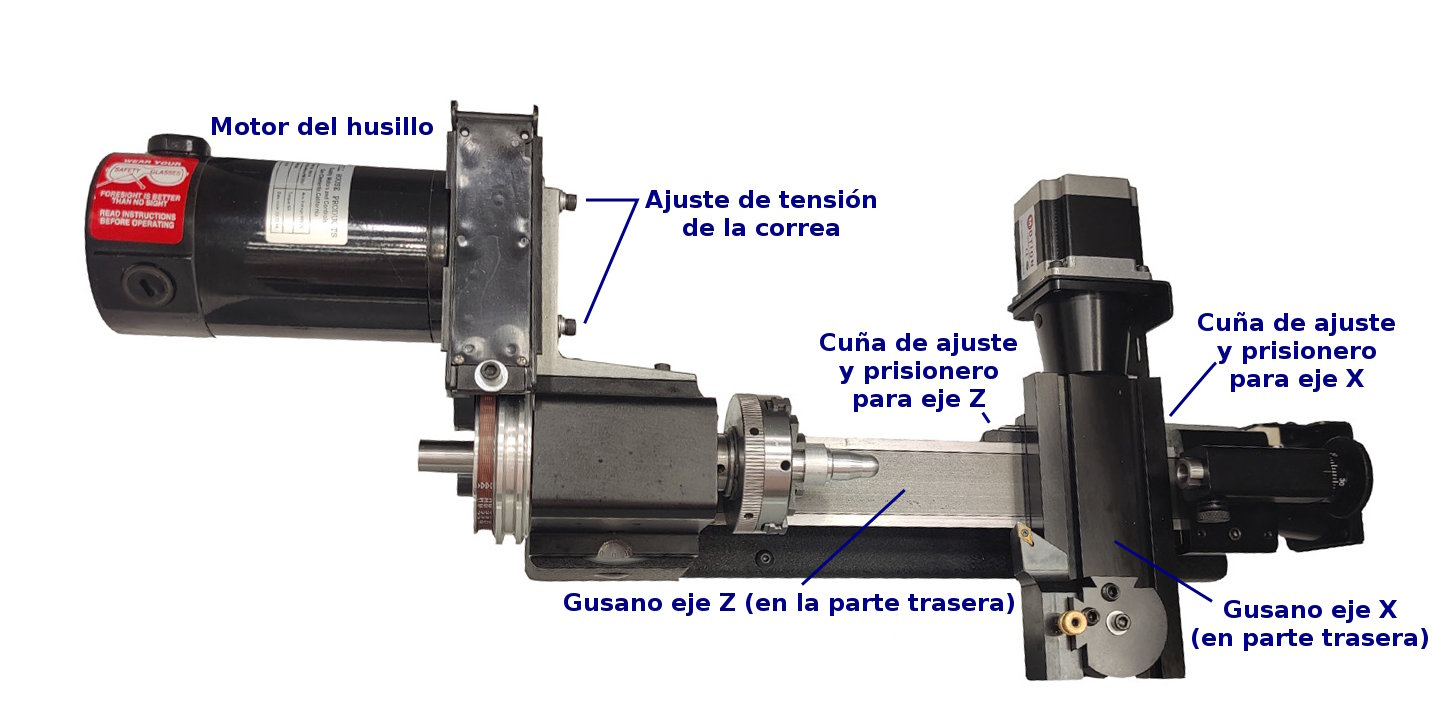 Motor del husillo
WEAR YOUR
SAFETY GLASSES
FORESIGHT IS BETTER
THAN NO SIGHT
READ INSTRUCTIONS
BEFORE OPERATING
Ajuste de tensión
de la correa
Cuña de ajuste
y prisionero
para eje Z
Cuña de ajuste
y prisionero
para eje X
Gusano eje Z (en la parte trasera)
Gusano eje X
(en parte trasera)